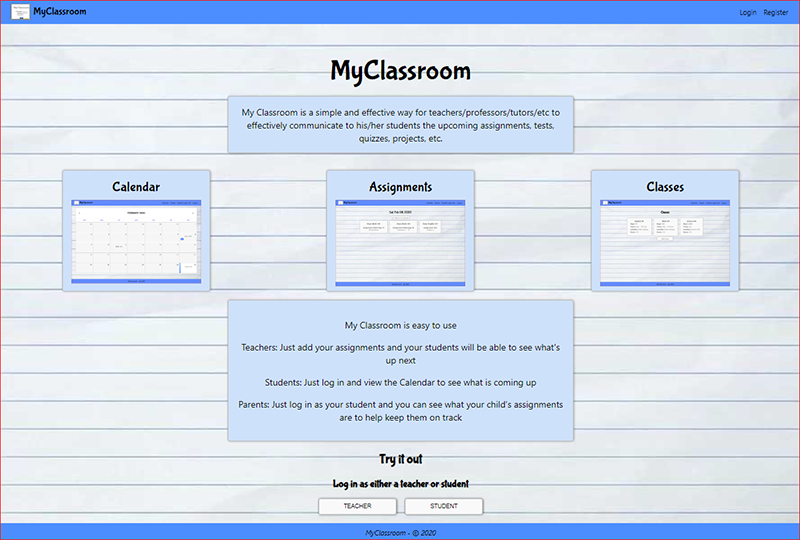 MyClassroom
Login Register
MyClassroom
My Classroom is a simple and effective way for teachers/professors/tutors/etc to
effectively communicate to his/her students the upcoming assignments, tests,
quizzes, projects, etc.
Calendar
Assignments
Classes
My Classroom is easy to use
Teachers: Just add your assignments and your students will be able to see what's
up next
Students: Just log in and view the Calendar to see what is coming up
Parents: Just log in as your student and you can see what your child's assignments
are to help keep them on track
Try it out
Log in as either a teacher or student
TEACHER
STUDENT
MyClassroom - © 2020